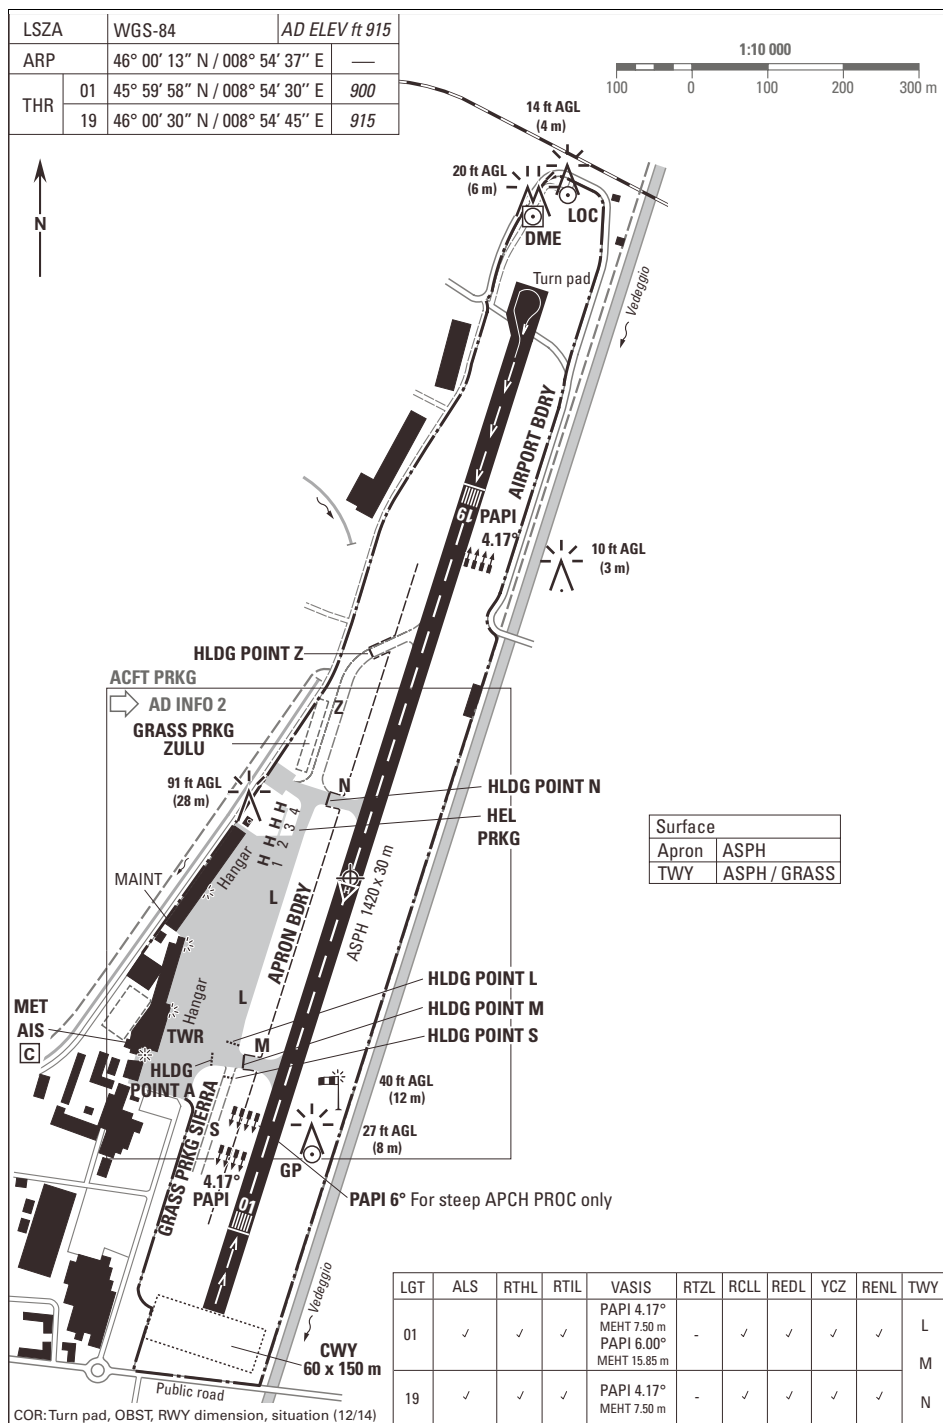 LSZA WGS-84 AD ELEV ft 915
ARP 46° 00’ 13” N / 008° 54’ 37” E —
THR 01 45° 59’ 58” N / 008° 54’ 30” E 900
19 46° 00’ 30” N / 008° 54’ 45” E 915
1:10 000
100 0 100 200 300 m
N
14 ft AGL
(4 m)
20 ft AGL
(6 m)
LOC
DME
Turn pad
Vedeggio
AIRPORT BDRY
19
PAPI
4.17°
10 ft AGL
(3 m)
HLDG POINT Z
ACFT PRKG
AD INFO 2
Z
GRASS PRKG
ZULU
91 ft AGL
(28 m)
N
HLDG POINT N
HEL
PRKG
H H H H
1 2 3 4
C
Hangar
MAINT
L
ASPH 1420 x 30 m
APRON BDRY
Surface
Apron ASPH
TWY ASPH / GRASS
HLDG POINT L
L
Hangar
MET
AIS
C
TWR
HLDG POINT M
M
HLDG POINT S
HLDG
POINT A
40 ft AGL
(12 m)
GRASS PRKG SIERRA
S
27 ft AGL
(8 m)
GP
4.17°
PAPI
PAPI 6° For steep APCH PROC only
01
Vedeggio
CWY
60 x 150 m
Public road
LGT ALS RTHL RTIL VASIS RTZL RCLL REDL YCZ RENL TWY
01 ✓ ✓ ✓ PAPI 4.17° - ✓ ✓ ✓ ✓ L
MEHT 7.50 m
PAPI 6.00°
MEHT 15.85 m
M
19 ✓ ✓ ✓ PAPI 4.17° - ✓ ✓ ✓ ✓ N
MEHT 7.50 m
COR: Turn pad, OBST, RWY dimension, situation (12/14)